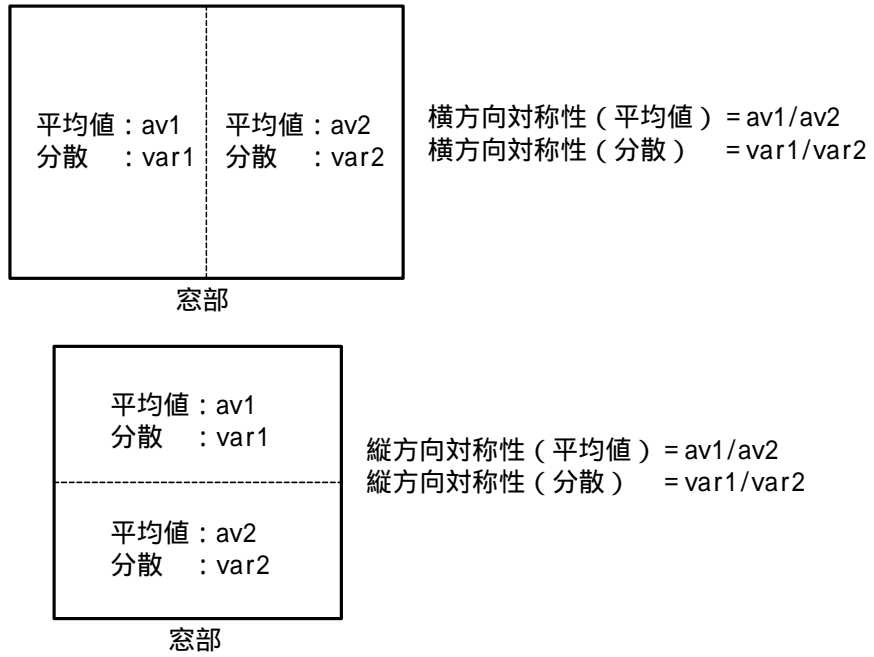 平均値：av1
分散　：var1
平均値：av2
分散　：var2
横方向対称性（平均値）＝av1/av2
横方向対称性（分散）　＝var1/var2
窓部
平均値：av1
分散　：var1
平均値：av2
分散　：var2
縦方向対称性（平均値）＝av1/av2
縦方向対称性（分散）　＝var1/var2
窓部